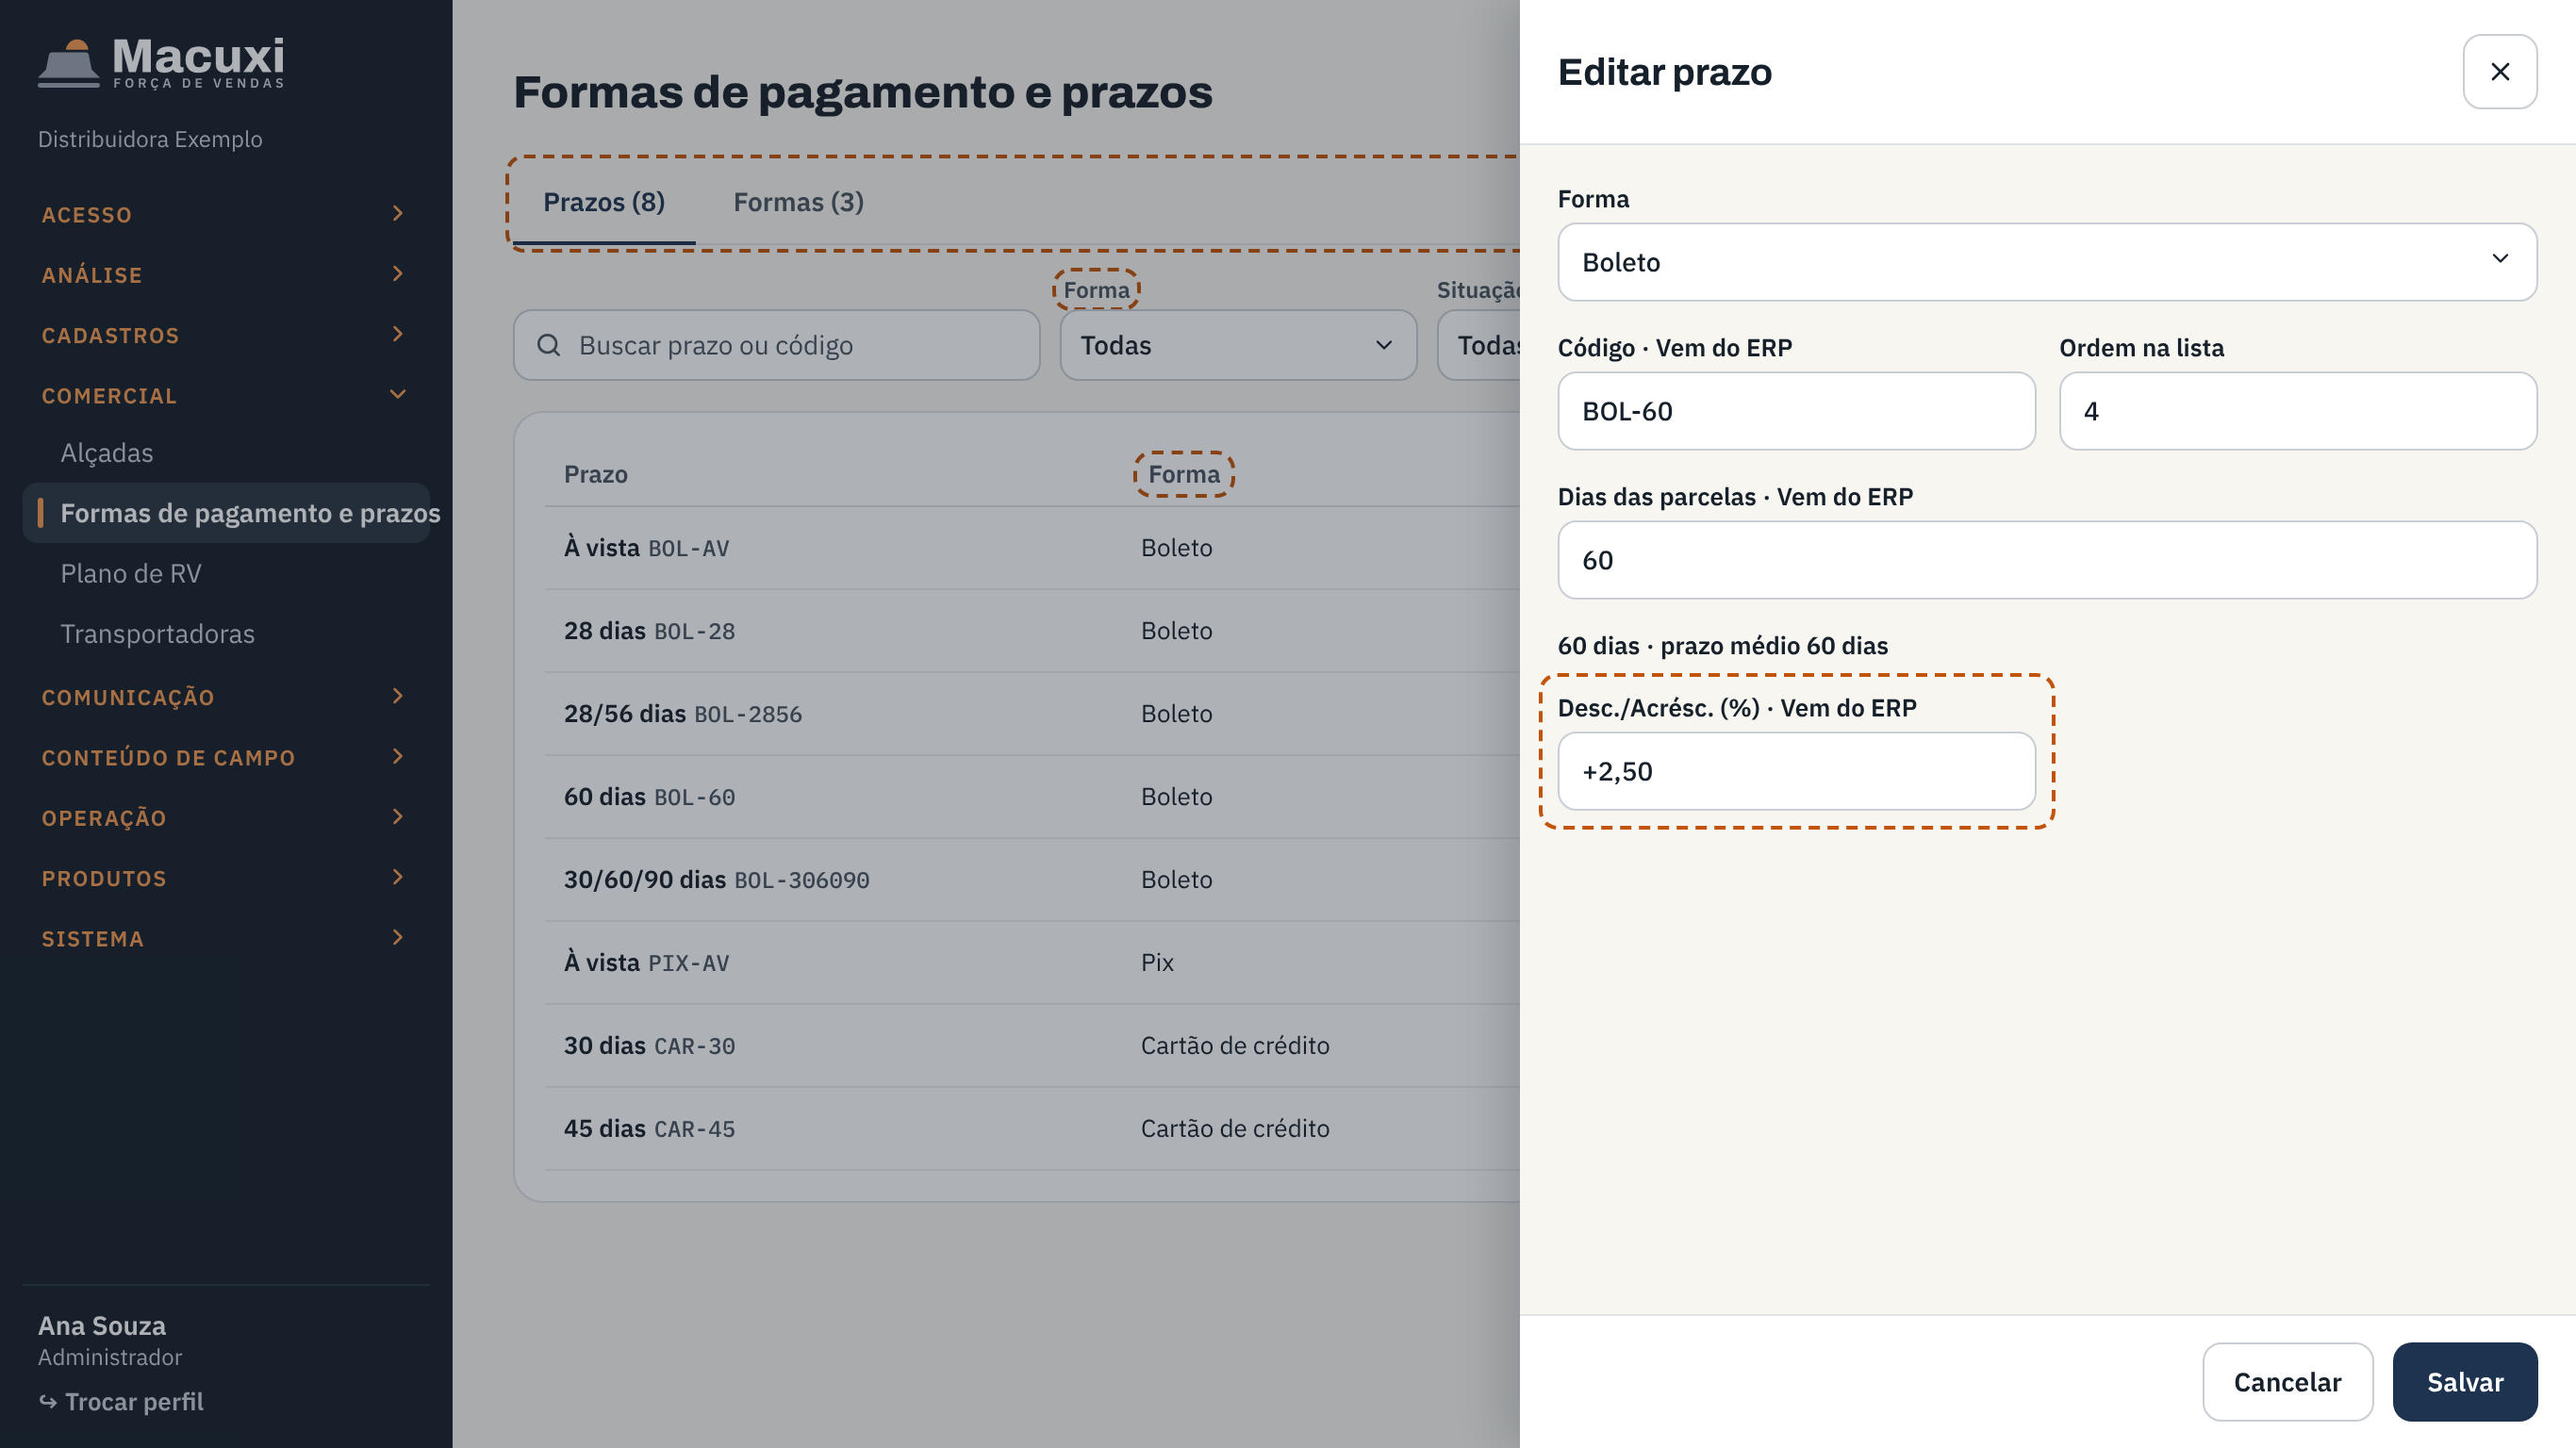 Macuxi
FORÇA DE VENDAS
Distribuidora Exemplo
ACESSO
ANÁLISE
CADASTROS
COMERCIAL
Alçadas
Formas de pagamento e prazos
Plano de RV
Transportadoras
COMUNICAÇÃO
CONTEÚDO DE CAMPO
OPERAÇÃO
PRODUTOS
SISTEMA
Ana Souza
Administrador
↪ Trocar perfil
Formas de pagamento e prazos
Prazos (8) Formas (3)
Forma Situação
Buscar prazo ou código Todas Todas
Prazo Forma
À vista BOL-AV Boleto
28 dias BOL-28 Boleto
28/56 dias BOL-2856 Boleto
60 dias BOL-60 Boleto
30/60/90 dias BOL-306090 Boleto
À vista PIX-AV Pix
30 dias CAR-30 Cartão de crédito
45 dias CAR-45 Cartão de crédito
Editar prazo
Forma
Boleto
Código · Vem do ERP Ordem na lista
BOL-60 4
Dias das parcelas · Vem do ERP
60
60 dias · prazo médio 60 dias
Desc./Acrésc. (%) · Vem do ERP
+2,50
Cancelar Salvar